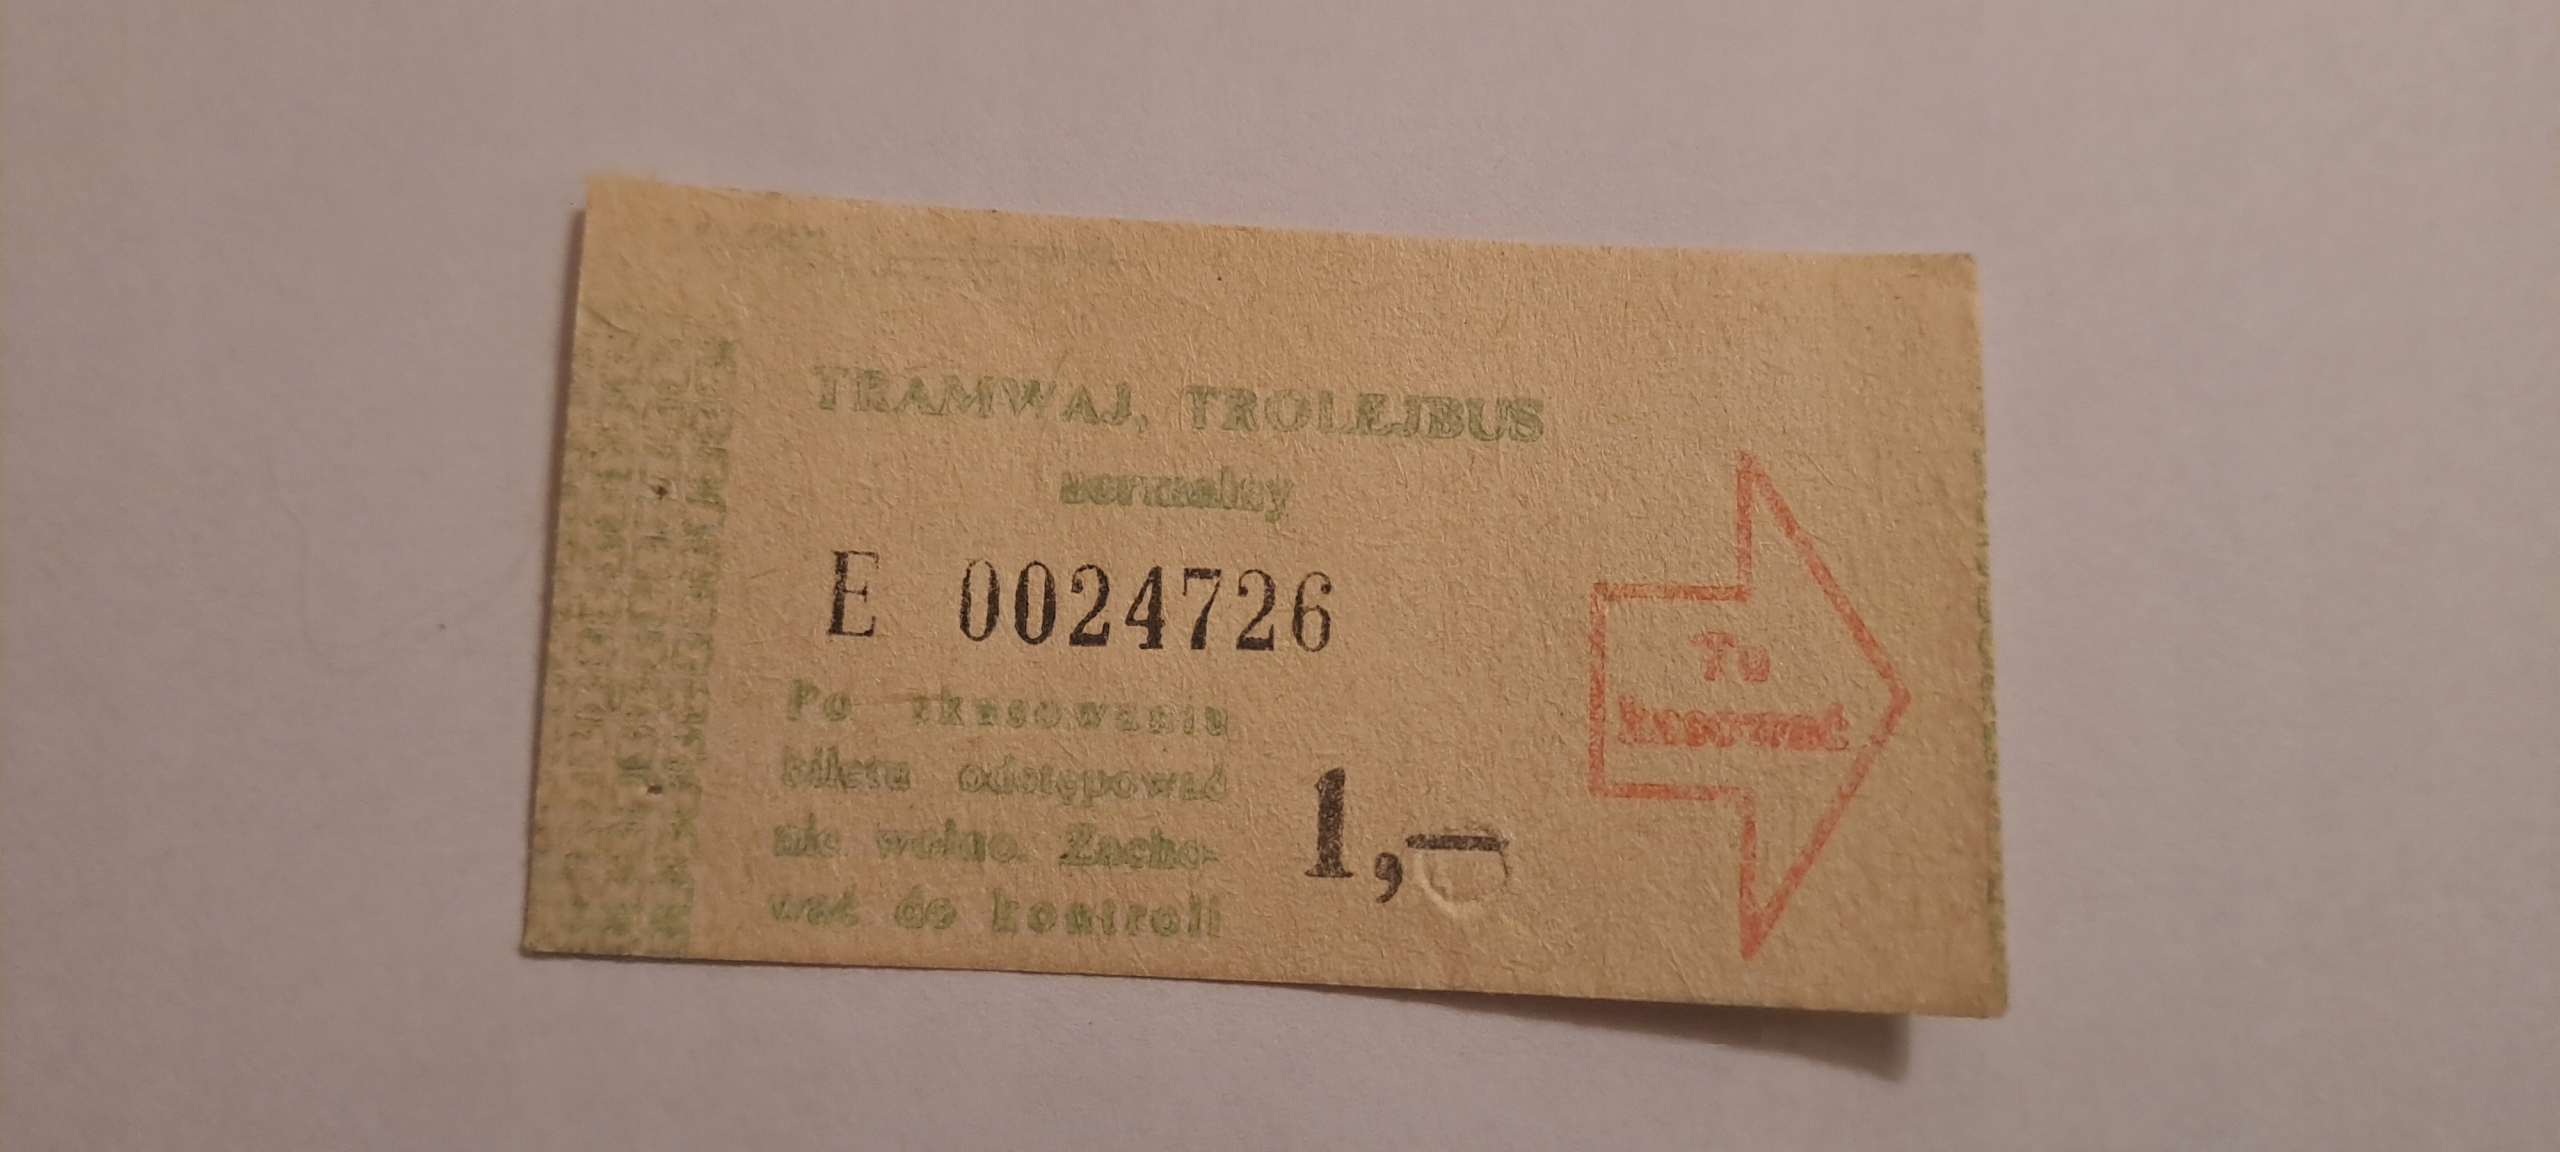 TRAMWAJ, TROLEJBUS
normalny
E 0024726
Po skasowaniu
biletu odstępować
nie wolno. Zacho-
wać do kontroli
1,—
Tu
kasować